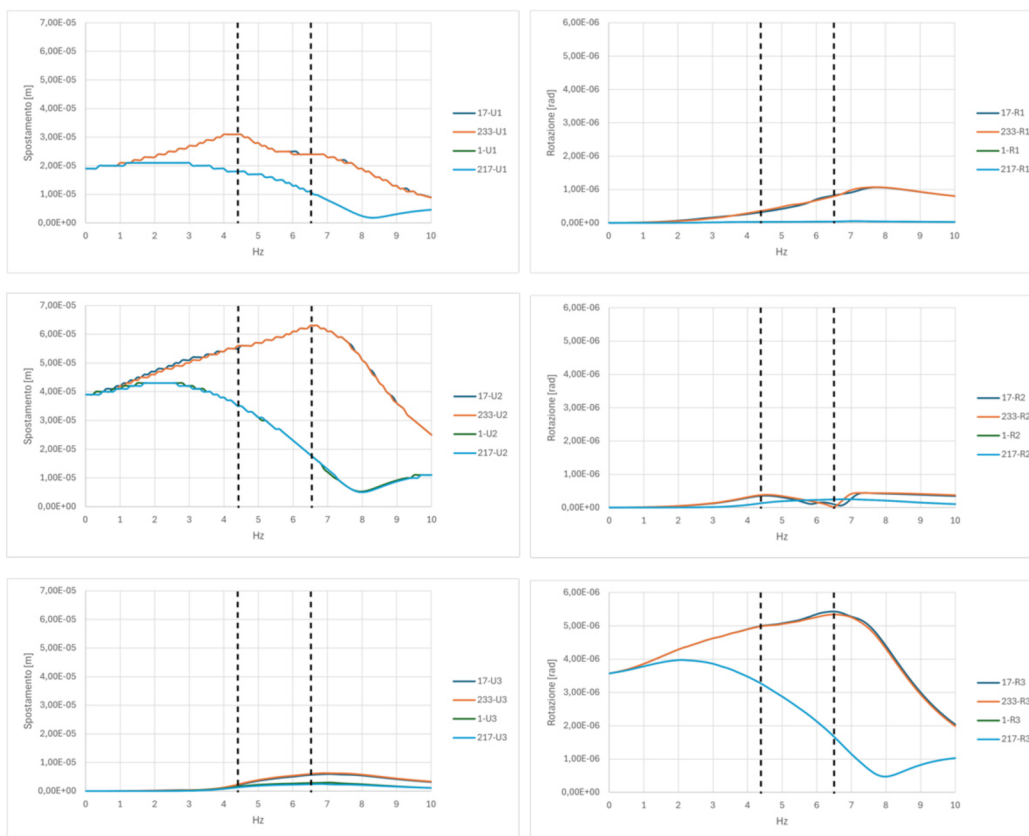 7,00E-05
6,00E-05
5,00E-05
4,00E-05
3,00E-05
2,00E-05
1,00E-05
0,00E+00
Spostamento [m]
0 1 2 3 4 5 6 7 8 9 10
Hz
17-U1
233-U1
1-U1
217-U1
6,00E-06
5,00E-06
4,00E-06
3,00E-06
2,00E-06
1,00E-06
0,00E+00
Rotazione [rad]
0 1 2 3 4 5 6 7 8 9 10
Hz
17-R1
233-R1
1-R1
217-R1
7,00E-05
6,00E-05
5,00E-05
4,00E-05
3,00E-05
2,00E-05
1,00E-05
0,00E+00
Spostamento [m]
0 1 2 3 4 5 6 7 8 9 10
Hz
17-U2
233-U2
1-U2
217-U2
6,00E-06
5,00E-06
4,00E-06
3,00E-06
2,00E-06
1,00E-06
0,00E+00
Rotazione [rad]
0 1 2 3 4 5 6 7 8 9 10
Hz
17-R2
233-R2
1-R2
217-R2
7,00E-05
6,00E-05
5,00E-05
4,00E-05
3,00E-05
2,00E-05
1,00E-05
0,00E+00
Spostamento [m]
0 1 2 3 4 5 6 7 8 9 10
Hz
17-U3
233-U3
1-U3
217-U3
6,00E-06
5,00E-06
4,00E-06
3,00E-06
2,00E-06
1,00E-06
0,00E+00
Rotazione [rad]
0 1 2 3 4 5 6 7 8 9 10
Hz
17-R3
233-R3
1-R3
217-R3